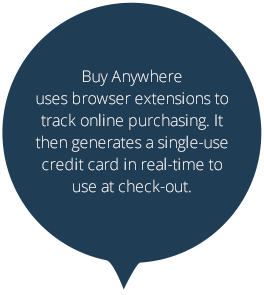 Buy Anywhere
uses browser extensions to
track online purchasing. It
then generates a single-use
credit card in real-time to
use at check-out.